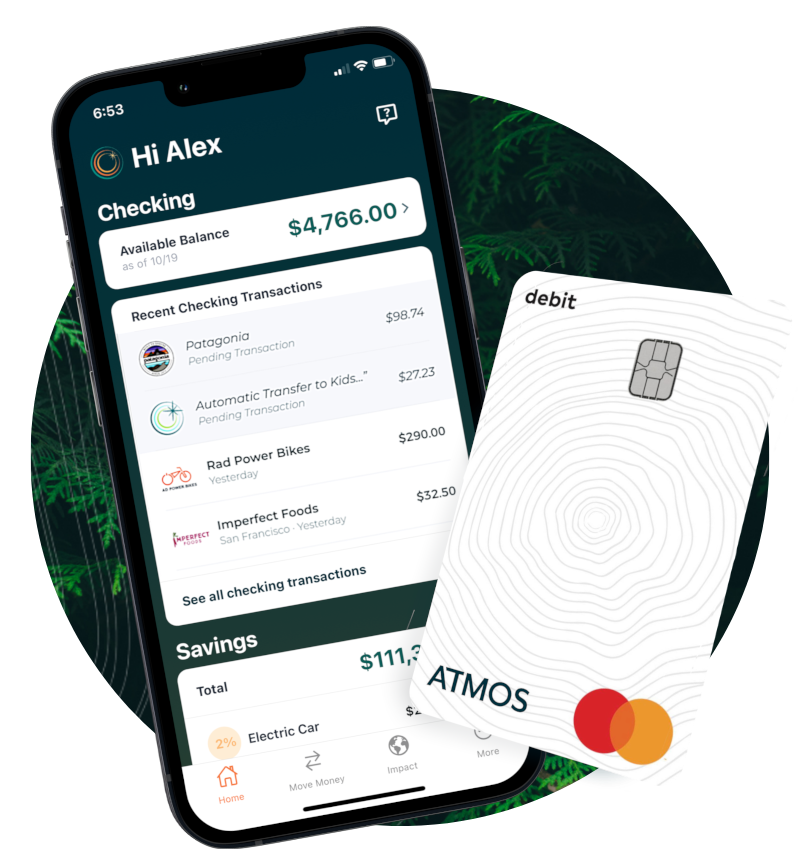 6:53
Hi Alex
Checking
Available Balance
$4,766.00
as of 10/19
Recent Checking Transactions
Patagonia
$98.74
Pending Transaction
Automatic Transfer to Kids..."
$27.23
Pending Transaction
Rad Power Bikes
$290.00
Yesterday
Imperfect Foods
$32.50
San Francisco · Yesterday
IMPERFECT
FOODS
See all checking transactions
Savings
Total
$111,3
2%
Electric Car
$2
Home
Move Money
Impact
More
debit
ATMOS